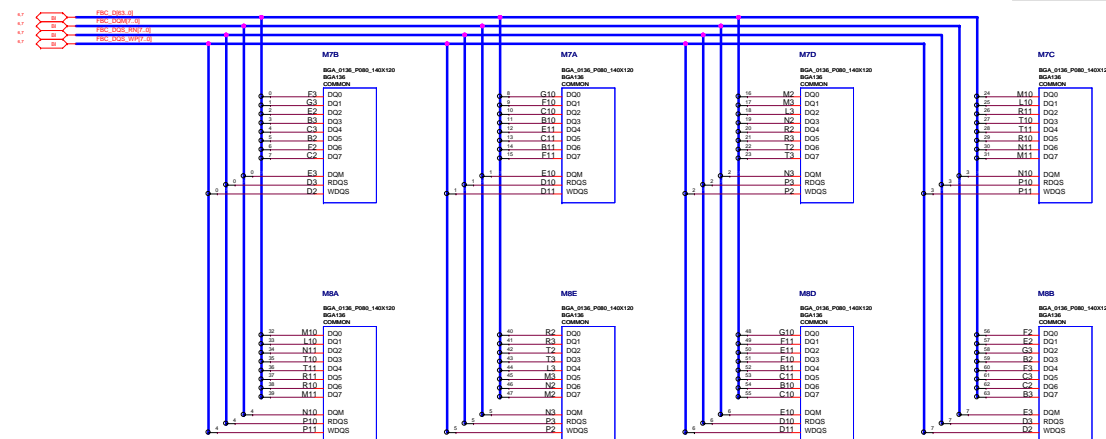 6.7 BI FBC_D[63..0]
6.7 BI FBC_DQM[7..0]
6.7 BI FBC_DQS_RN[7..0]
6.7 BI FBC_DQS_WP[7..0]
M7B M7A M7D M7C
BGA_0136_P080_140X120 BGA_0136_P080_140X120 BGA_0136_P080_140X120 BGA_0136_P080_140X12
BGA136 BGA136 BGA136 BGA136
COMMON COMMON COMMON COMMON
0 F3 DQ0 8 G10 DQ0 16 M2 DQ0 24 M10 DQ0
1 G3 DQ1 9 F10 DQ1 17 M3 DQ1 25 L10 DQ1
2 E2 DQ2 10 C10 DQ2 18 L3 DQ2 26 R11 DQ2
3 B3 DQ3 11 B10 DQ3 19 N2 DQ3 27 T10 DQ3
4 C3 DQ4 12 E11 DQ4 20 R2 DQ4 28 T11 DQ4
5 B2 DQ5 13 C11 DQ5 21 R3 DQ5 29 R10 DQ5
6 F2 DQ6 14 B11 DQ6 22 T2 DQ6 30 N11 DQ6
7 C2 DQ7 15 F11 DQ7 23 T3 DQ7 31 M11 DQ7
0 E3 DQM 1 E10 DQM 2 N3 DQM 3 N10 DQM
0 D3 RDQS 1 D10 RDQS 2 P3 RDQS 3 P10 RDQS
0 D2 WDQS 1 D11 WDQS 2 P2 WDQS 3 P11 WDQS
M8A M8E M8D M8B
BGA_0136_P080_140X120 BGA_0136_P080_140X120 BGA_0136_P080_140X120 BGA_0136_P080_140X12
BGA136 BGA136 BGA136 BGA136
COMMON COMMON COMMON COMMON
32 M10 DQ0 40 R2 DQ0 48 G10 DQ0 56 F2 DQ0
33 L10 DQ1 41 R3 DQ1 49 F11 DQ1 57 E2 DQ1
34 N11 DQ2 42 T2 DQ2 50 E11 DQ2 58 G3 DQ2
35 T10 DQ3 43 T3 DQ3 51 F10 DQ3 59 B2 DQ3
36 T11 DQ4 44 L3 DQ4 52 B11 DQ4 60 F3 DQ4
37 R11 DQ5 45 M3 DQ5 53 C11 DQ5 61 C3 DQ5
38 R10 DQ6 46 N2 DQ6 54 B10 DQ6 62 C2 DQ6
39 M11 DQ7 47 M2 DQ7 55 C10 DQ7 63 B3 DQ7
4 N10 DQM 5 N3 DQM 6 E10 DQM 7 E3 DQM
4 P10 RDQS 5 P3 RDQS 6 D10 RDQS 7 D3 RDQS
4 P11 WDQS 5 P2 WDQS 6 D11 WDQS 7 D2 WDQS